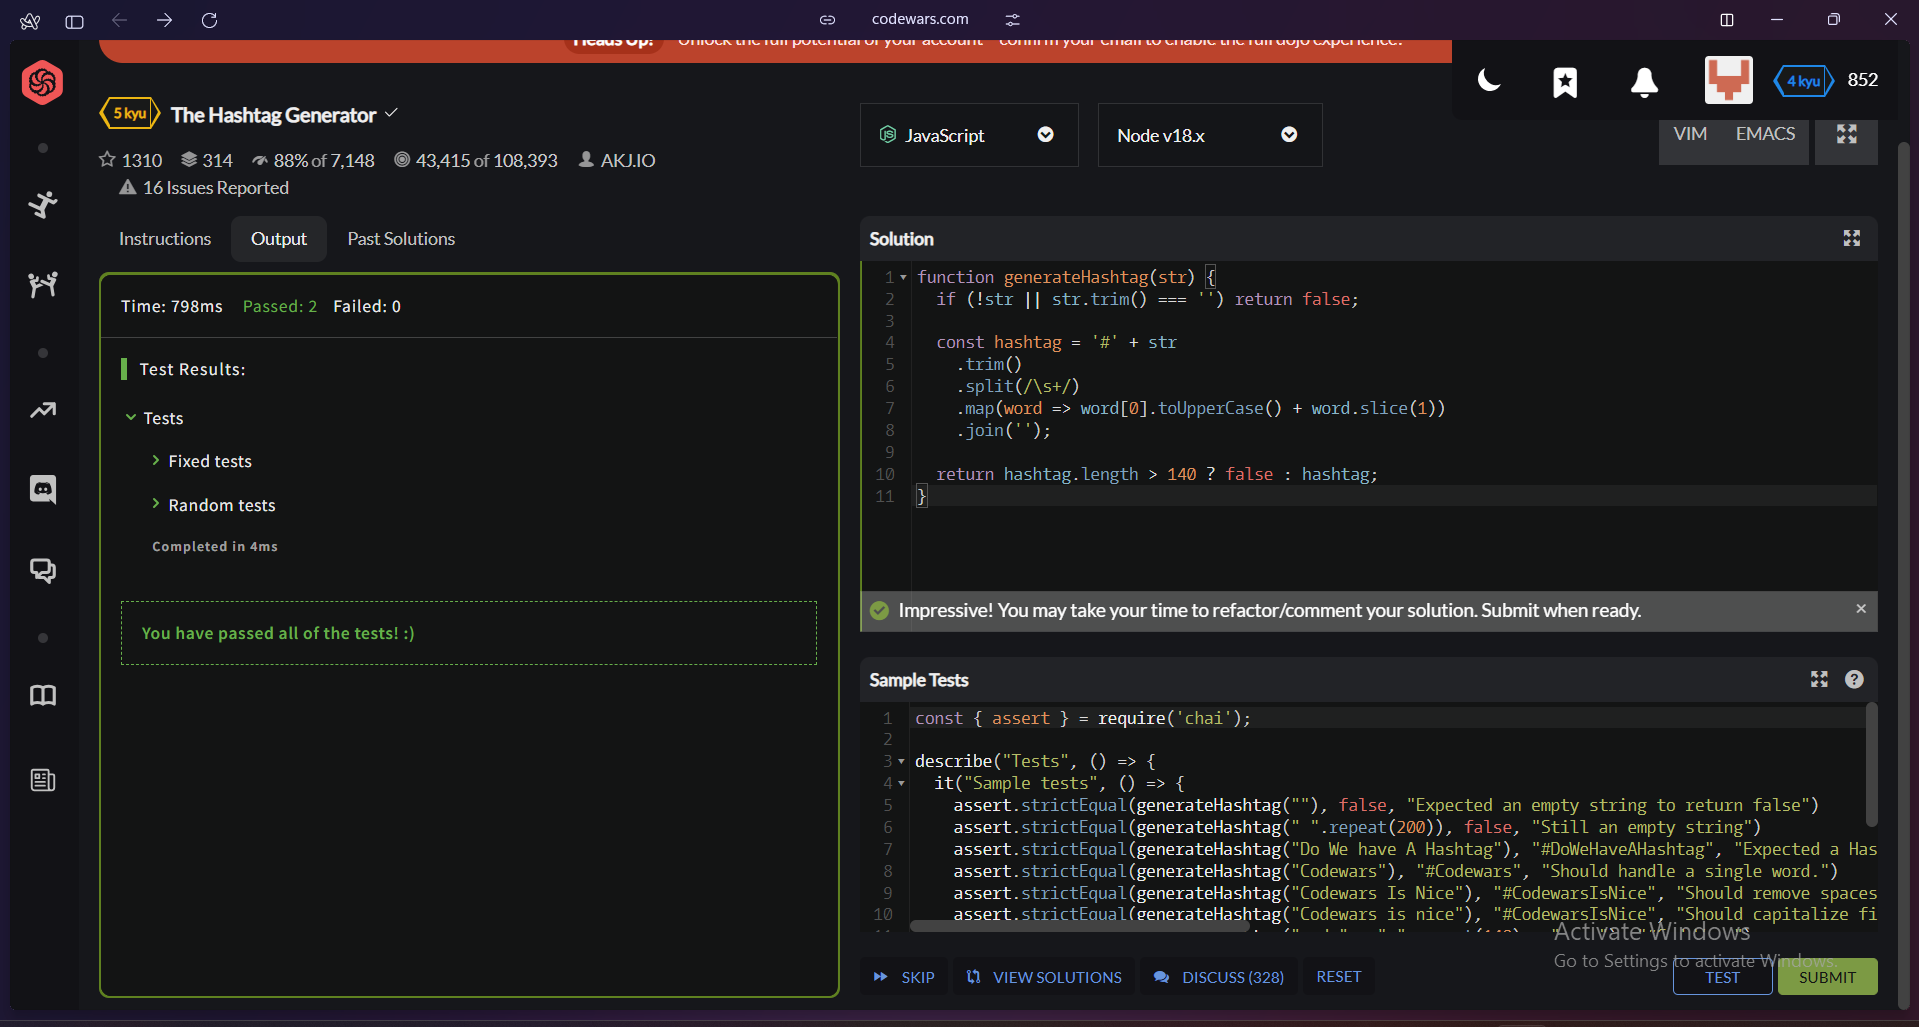 codewars.com
Heads Up! Unlock the full potential of your account - confirm your email to enable the full dojo experience.
4 kyu 852
5 kyu The Hashtag Generator
1310 314 88% of 7,148 43,415 of 108,393 AKJ.IO
16 Issues Reported
JavaScript
Node v18.x
VIM EMACS
Instructions Output Past Solutions
Time: 798ms Passed: 2 Failed: 0
Test Results:
Tests
Fixed tests
Random tests
Completed in 4ms
You have passed all of the tests! :)
Solution
1 function generateHashtag(str) {
2 if (!str || str.trim() === '') return false;
3
4 const hashtag = '#' + str
5 .trim()
6 .split(/\s+/)
7 .map(word => word[0].toUpperCase() + word.slice(1))
8 .join('');
9
10 return hashtag.length > 140 ? false : hashtag;
11 }
Impressive! You may take your time to refactor/comment your solution. Submit when ready.
Sample Tests
1 const { assert } = require('chai');
2
3 describe("Tests", () => {
4 it("Sample tests", () => {
5 assert.strictEqual(generateHashtag(""), false, "Expected an empty string to return false")
6 assert.strictEqual(generateHashtag(" ".repeat(200)), false, "Still an empty string")
7 assert.strictEqual(generateHashtag("Do We have A Hashtag"), "#DoWeHaveAHashtag", "Expected a Has
8 assert.strictEqual(generateHashtag("Codewars"), "#Codewars", "Should handle a single word.")
9 assert.strictEqual(generateHashtag("Codewars Is Nice"), "#CodewarsIsNice", "Should remove spaces
10 assert.strictEqual(generateHashtag("Codewars is nice"), "#CodewarsIsNice", "Should capitalize fi
Activate Windows
Go to Settings to activate Windows.
SKIP VIEW SOLUTIONS DISCUSS (328) RESET TEST SUBMIT